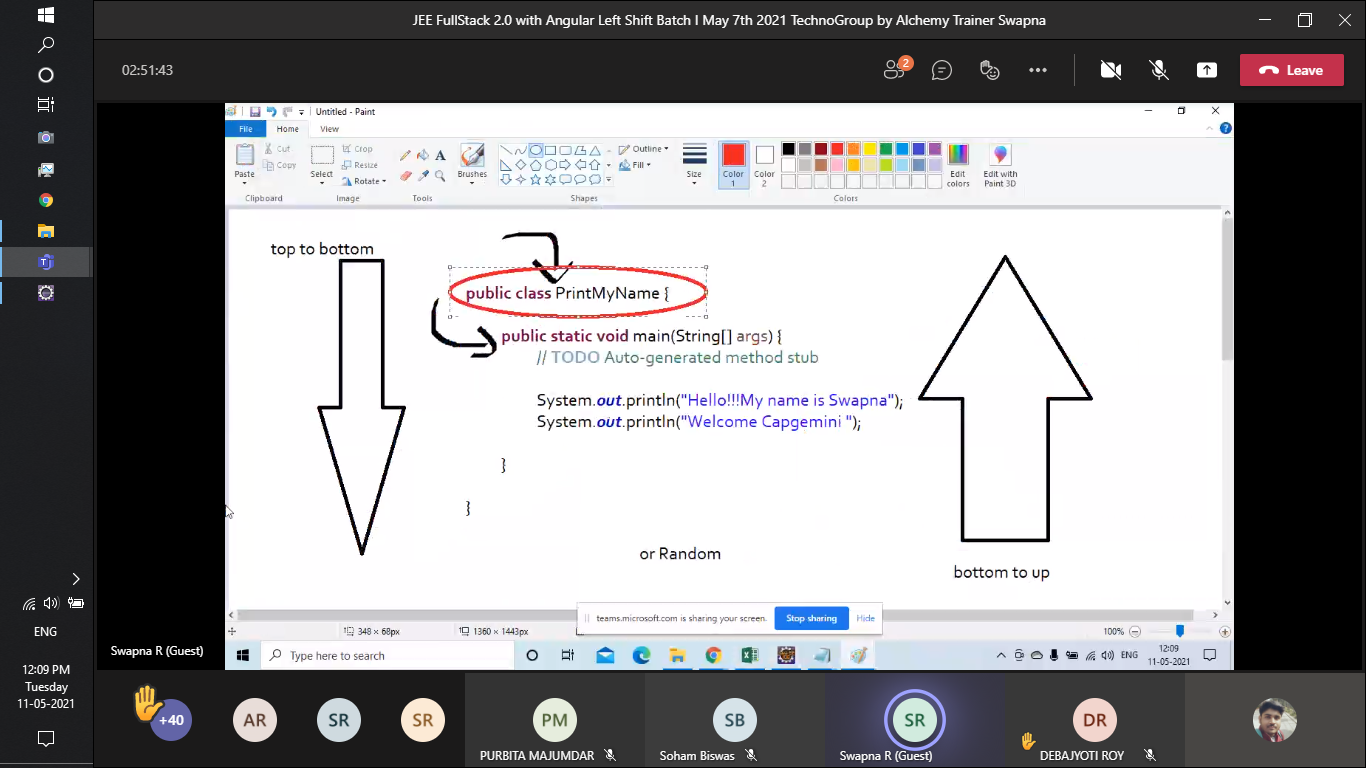 JEE FullStack 2.0 with Angular Left Shift Batch I May 7th 2021 TechnoGroup by Alchemy Trainer Swapna
02:51:43
2
Leave
Untitled - Paint
File Home View
Paste
Cut
Copy
Clipboard
Select
Crop
Resize
Rotate
Image
A
Tools
Brushes
Outline
Fill
Shapes
Size
Color 1
Color 2
Colors
Edit colors
Edit with Paint 3D
top to bottom
public class PrintMyName {
public static void main(String[] args) {
// TODO Auto-generated method stub
System.out.println("Hello!!!My name is Swapna");
System.out.println("Welcome Capgemini ");
}
}
or Random
bottom to up
teams.microsoft.com is sharing your screen. Stop sharing Hide
348 × 68px 1360 × 1443px 100%
Type here to search
ENG 12:09
11-05-2021
Swapna R (Guest)
ENG
12:09 PM
Tuesday
11-05-2021
+40 AR SR SR PM SB SR DR
PURBITA MAJUMDAR Soham Biswas Swapna R (Guest) DEBAJYOTI ROY